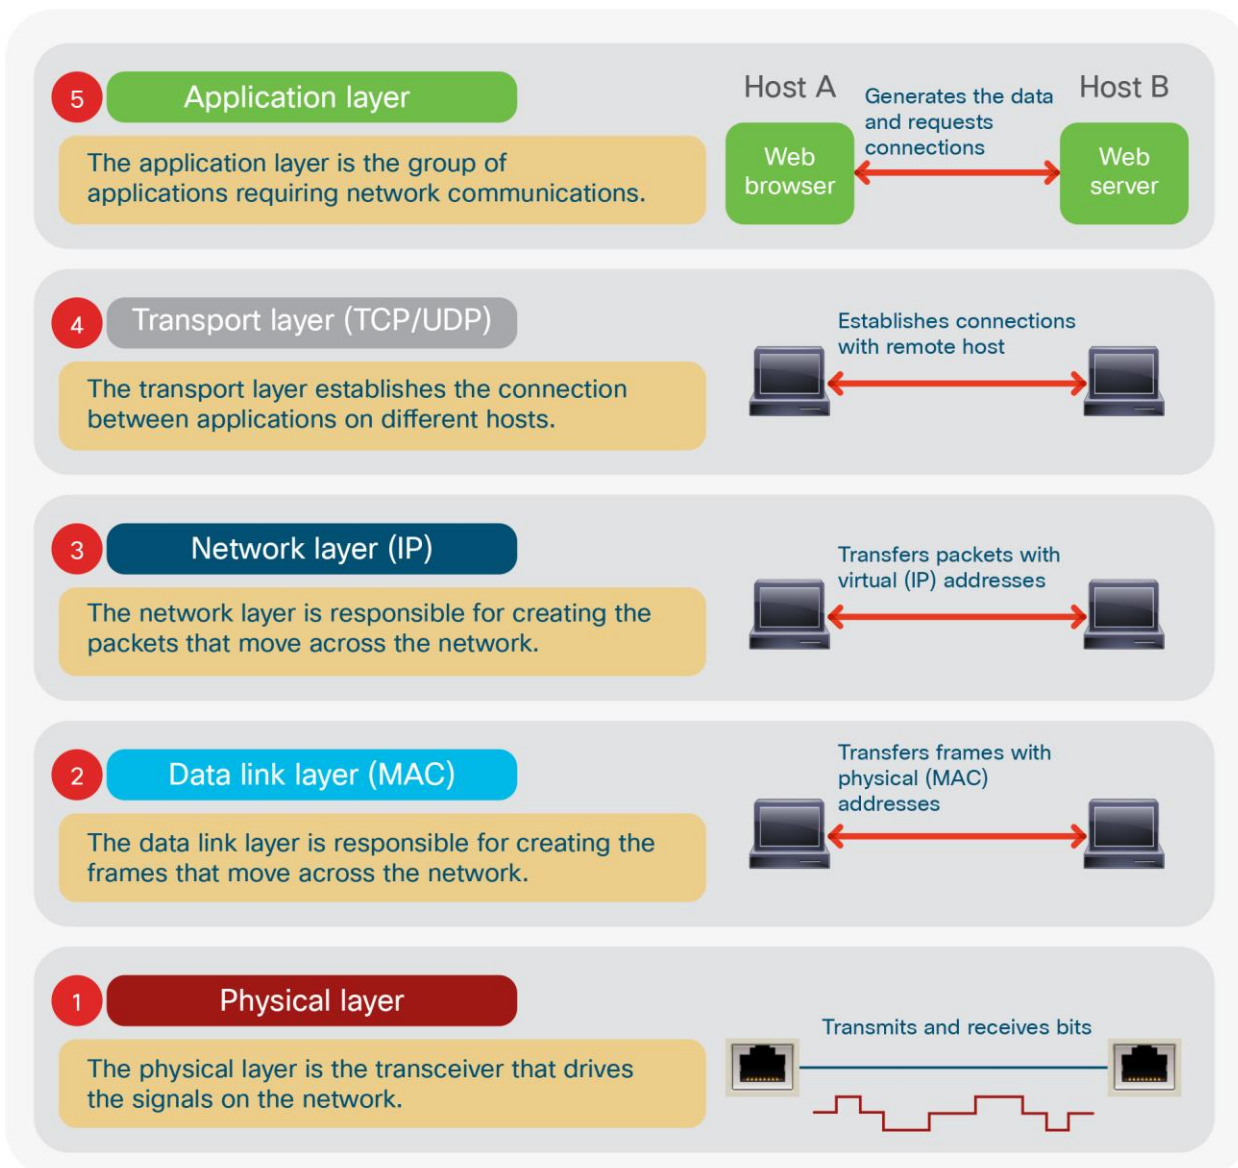 5
Application layer
The application layer is the group of
applications requiring network communications.
Host A
Generates the data
and requests
connections
Host B
Web
browser
Web
server
4
Transport layer (TCP/UDP)
The transport layer establishes the connection
between applications on different hosts.
Establishes connections
with remote host
3
Network layer (IP)
The network layer is responsible for creating the
packets that move across the network.
Transfers packets with
virtual (IP) addresses
2
Data link layer (MAC)
The data link layer is responsible for creating the
frames that move across the network.
Transfers frames with
physical (MAC)
addresses
1
Physical layer
The physical layer is the transceiver that drives
the signals on the network.
Transmits and receives bits